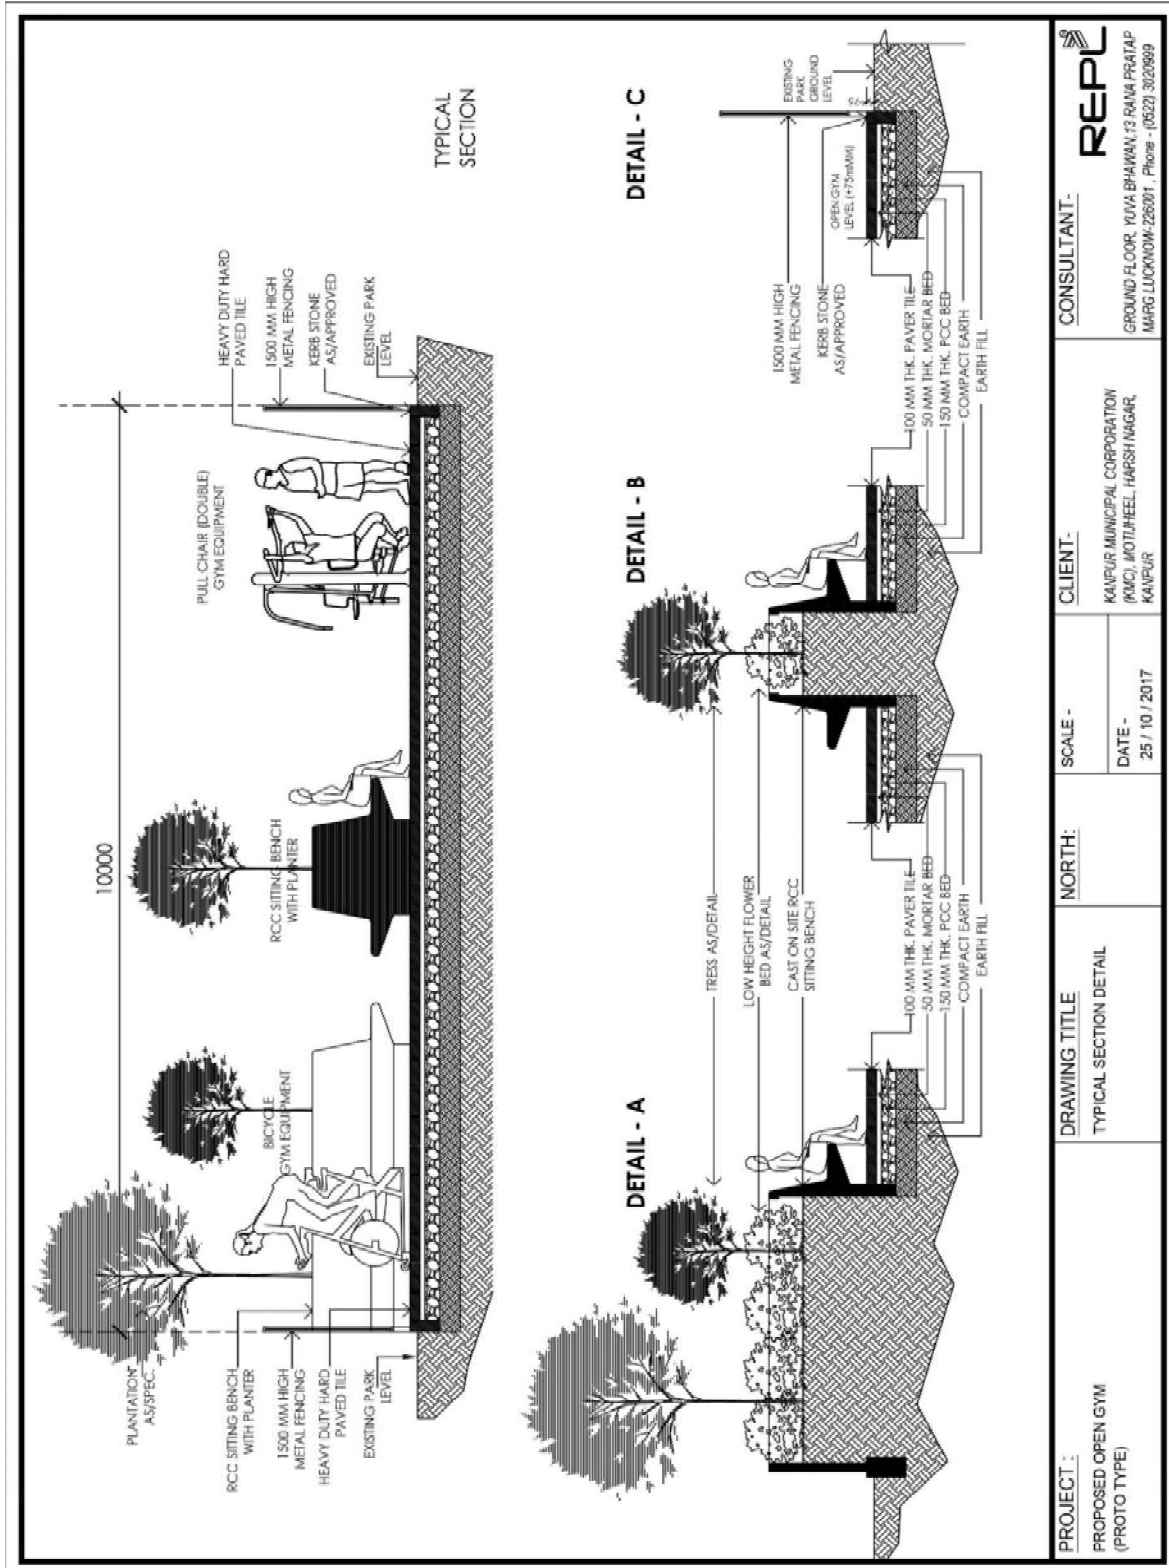 10000
PLANTATION
AS/SPEC.
RCC SITTING BENCH
WITH PLANTER
1500 MM HIGH
METAL FENCING
HEAVY DUTY HARD
PAVED TILE
EXISTING PARK
LEVEL
BICYCLE
GYM EQUIPMENT
RCC SITTING BENCH
WITH PLANTER
PULL CHAIR (DOUBLE)
GYM EQUIPMENT
HEAVY DUTY HARD
PAVED TILE
1500 MM HIGH
METAL FENCING
KERB STONE
AS/APPROVED
EXISTING PARK
LEVEL
TYPICAL
SECTION
DETAIL - A
TRESS AS/DETAIL
LOW HEIGHT FLOWER
BED AS/DETAIL
CAST ON SITE RCC
SITTING BENCH
100 MM THK. PAVER TILE
50 MM THK. MORTAR BED
150 MM THK. PCC BED
COMPACT EARTH
EARTH FILL
DETAIL - B
100 MM THK. PAVER TILE
50 MM THK. MORTAR BED
150 MM THK. PCC BED
COMPACT EARTH
EARTH FILL
DETAIL - C
1500 MM HIGH
METAL FENCING
KERB STONE
AS/APPROVED
OPEN GYM
LEVEL (+75mMM)
EXISTING
PARK
GROUND
LEVEL
PROJECT :
PROPOSED OPEN GYM
(PROTO TYPE)
DRAWING TITLE
TYPICAL SECTION DETAIL
NORTH:
SCALE -
DATE -
25 / 10 / 2017
CLIENT-
KANPUR MUNICIPAL CORPORATION
(KMC), MOTIJHEEL, HARSH NAGAR,
KANPUR
CONSULTANT-
REPL
GROUND FLOOR, YUVA BHAWAN,13 RANA PRATAP
MARG LUCKNOW-226001 , Phone - (0522) 3020999